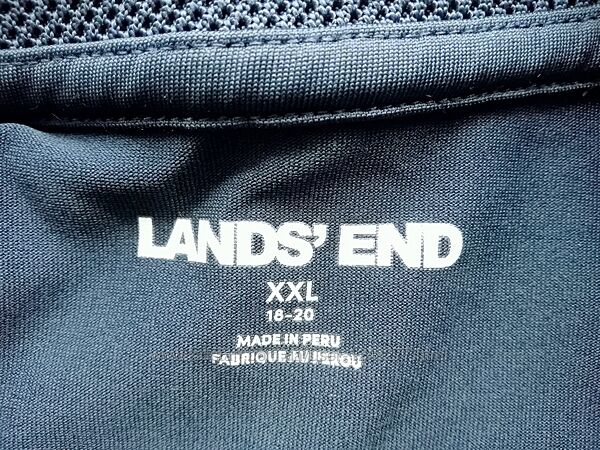 LANDS' END
XXL
18-20
MADE IN PERU
FABRIQUE AU PEROU